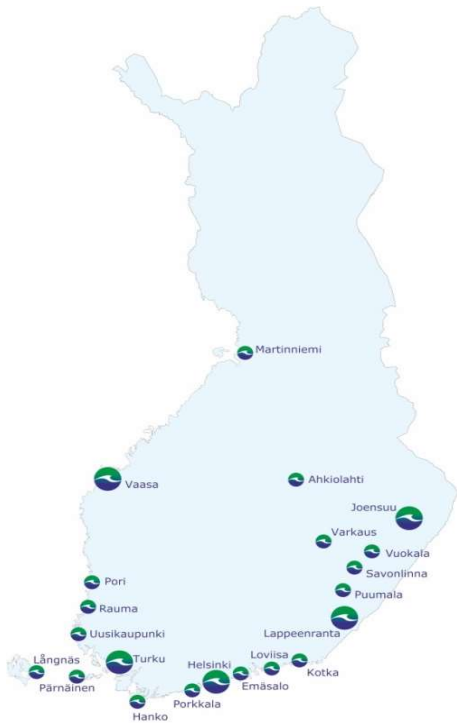 Martinniemi
Vaasa
Ahkiolahti
Joensuu
Varkaus
Vuokala
Savonlinna
Pori
Puumala
Rauma
Lappeenranta
Uusikaupunki
Långnäs
Turku
Helsinki
Loviisa
Kotka
Pärnäinen
Emäsalo
Porkkala
Hanko